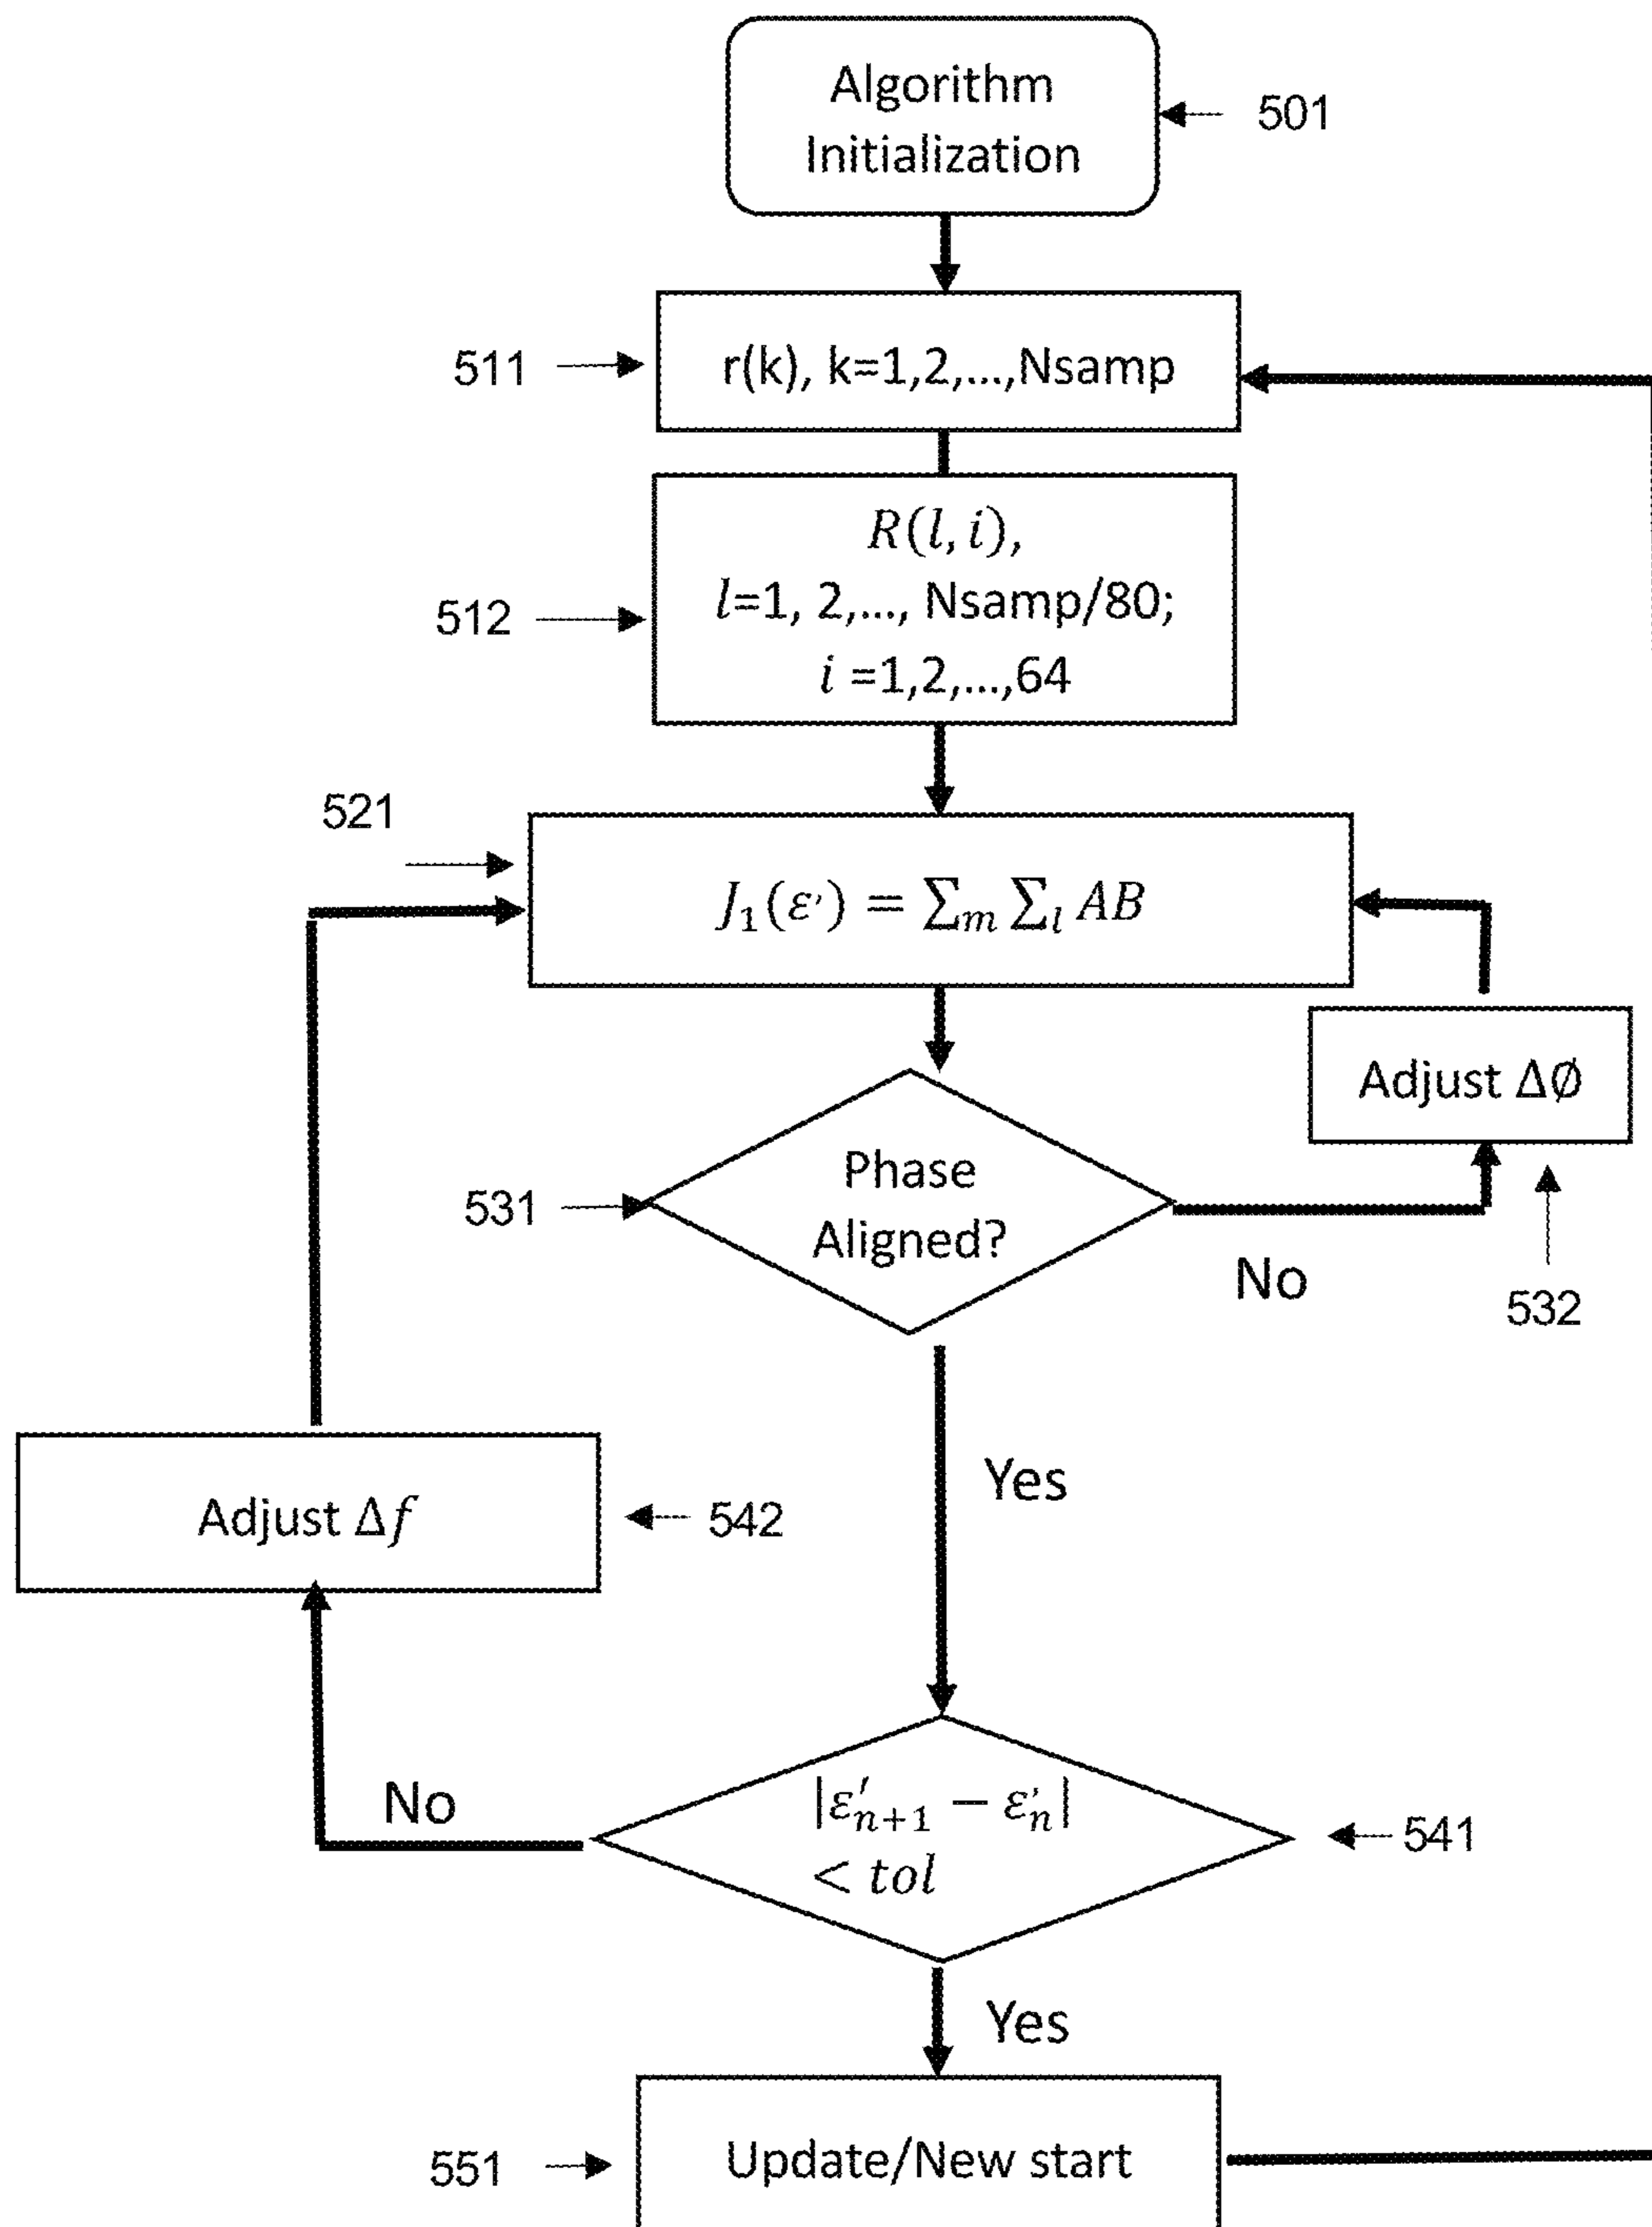 Algorithm
Initialization
501
511
r(k), k=1,2,...,Nsamp
R(l, i),
l=1, 2,..., Nsamp/80;
i =1,2,...,64
512
521
J₁(ε’) = ∑ₘ ∑ₗ AB
Adjust ΔØ
Phase
Aligned?
531
No
532
Yes
Adjust Δf
542
No
|ε′ₙ₊₁ − ε’ₙ|
< tol
541
Yes
551
Update/New start